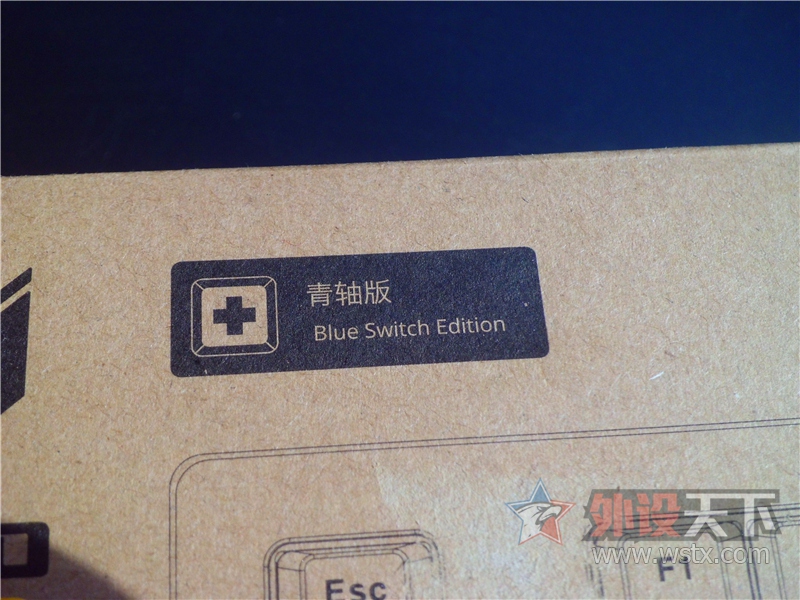 青轴版
Blue Switch Edition
外设天下
www.wstx.com
Esc
F1